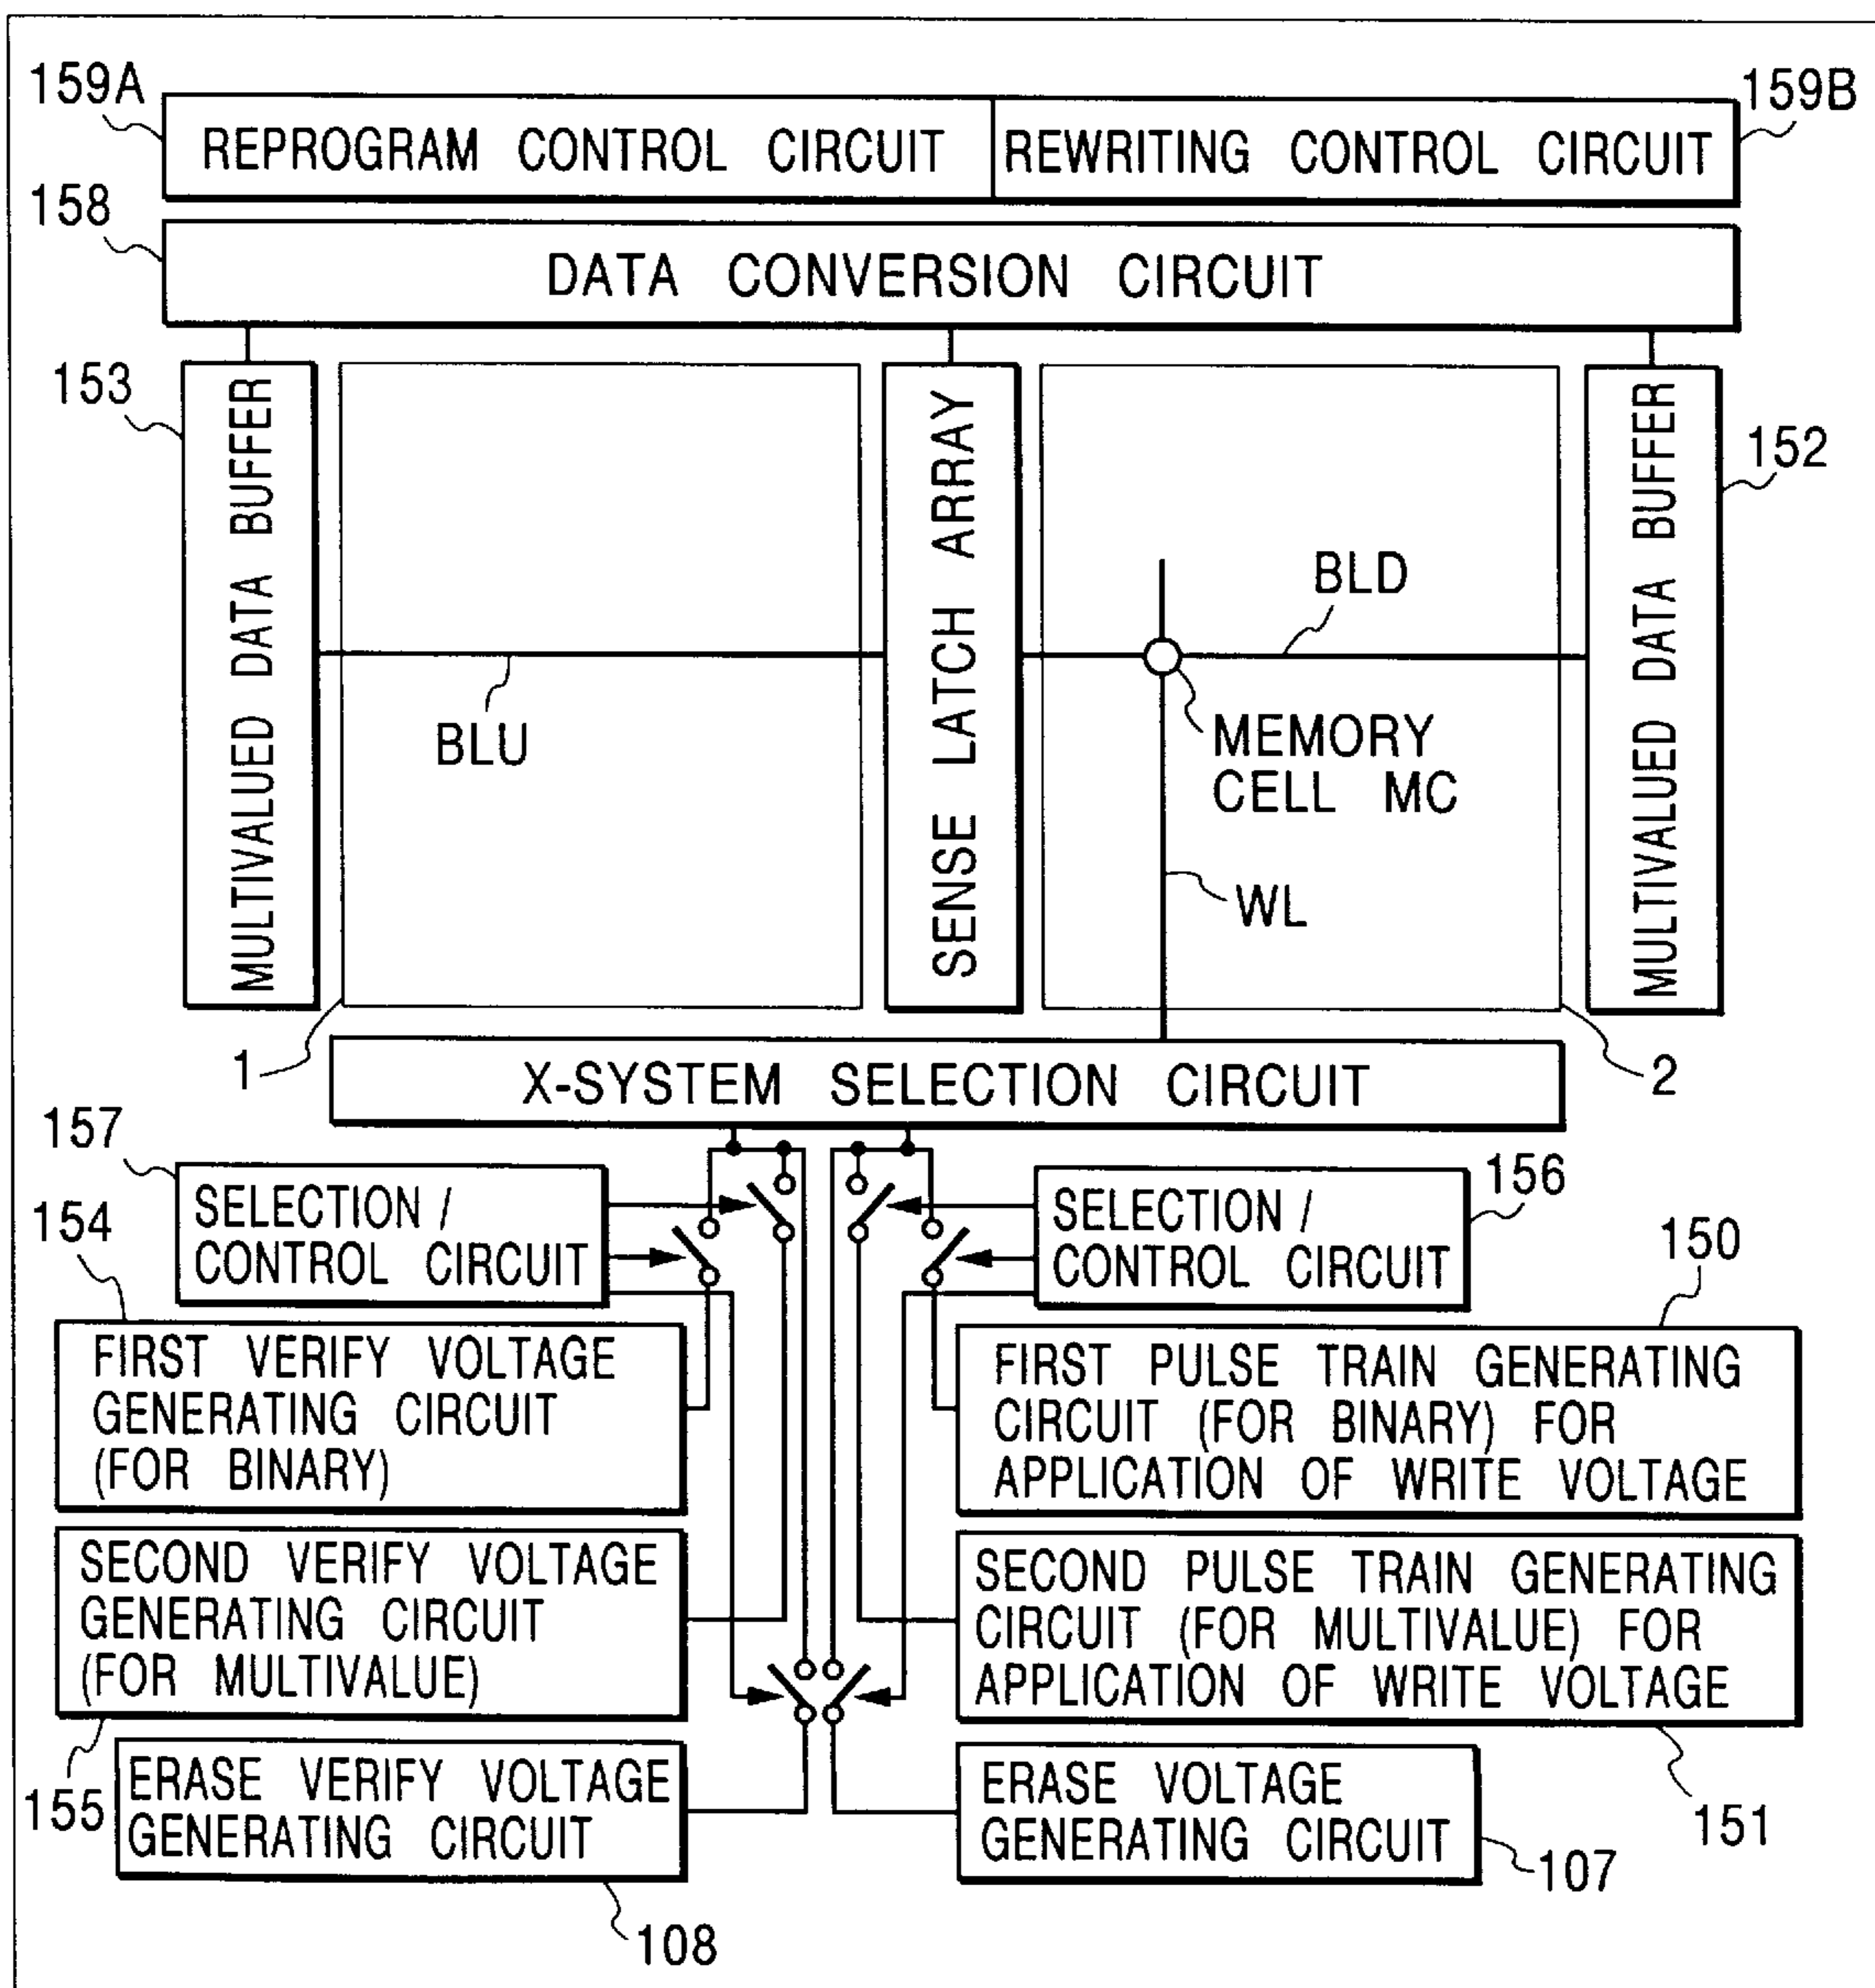 159A
159B
REPROGRAM CONTROL CIRCUIT
REWRITING CONTROL CIRCUIT
158
DATA CONVERSION CIRCUIT
153
MULTIVALUED DATA BUFFER
SENSE LATCH ARRAY
MULTIVALUED DATA BUFFER
152
BLD
BLU
MEMORY
CELL MC
WL
1
2
X-SYSTEM SELECTION CIRCUIT
157
SELECTION /
CONTROL CIRCUIT
156
SELECTION /
CONTROL CIRCUIT
154
FIRST VERIFY VOLTAGE
GENERATING CIRCUIT
(FOR BINARY)
150
FIRST PULSE TRAIN GENERATING
CIRCUIT (FOR BINARY) FOR
APPLICATION OF WRITE VOLTAGE
SECOND VERIFY VOLTAGE
GENERATING CIRCUIT
(FOR MULTIVALUE)
155
SECOND PULSE TRAIN GENERATING
CIRCUIT (FOR MULTIVALUE) FOR
APPLICATION OF WRITE VOLTAGE
151
ERASE VERIFY VOLTAGE
GENERATING CIRCUIT
108
ERASE VOLTAGE
GENERATING CIRCUIT
107